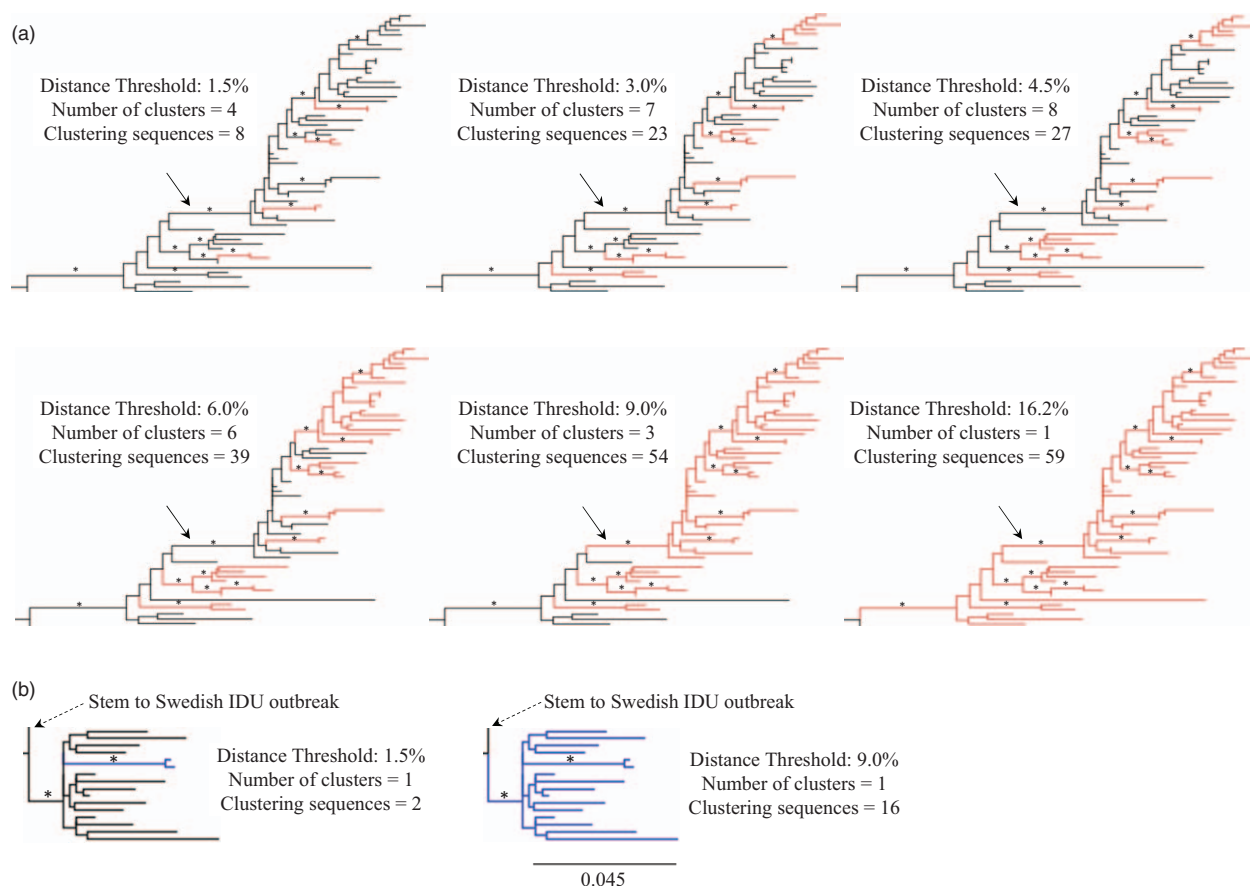 (a)
Distance Threshold: 1.5%
Number of clusters = 4
Clustering sequences = 8
Distance Threshold: 3.0%
Number of clusters = 7
Clustering sequences = 23
Distance Threshold: 4.5%
Number of clusters = 8
Clustering sequences = 27
Distance Threshold: 6.0%
Number of clusters = 6
Clustering sequences = 39
Distance Threshold: 9.0%
Number of clusters = 3
Clustering sequences = 54
Distance Threshold: 16.2%
Number of clusters = 1
Clustering sequences = 59
(b)
Stem to Swedish IDU outbreak
Distance Threshold: 1.5%
Number of clusters = 1
Clustering sequences = 2
Stem to Swedish IDU outbreak
Distance Threshold: 9.0%
Number of clusters = 1
Clustering sequences = 16
0.045